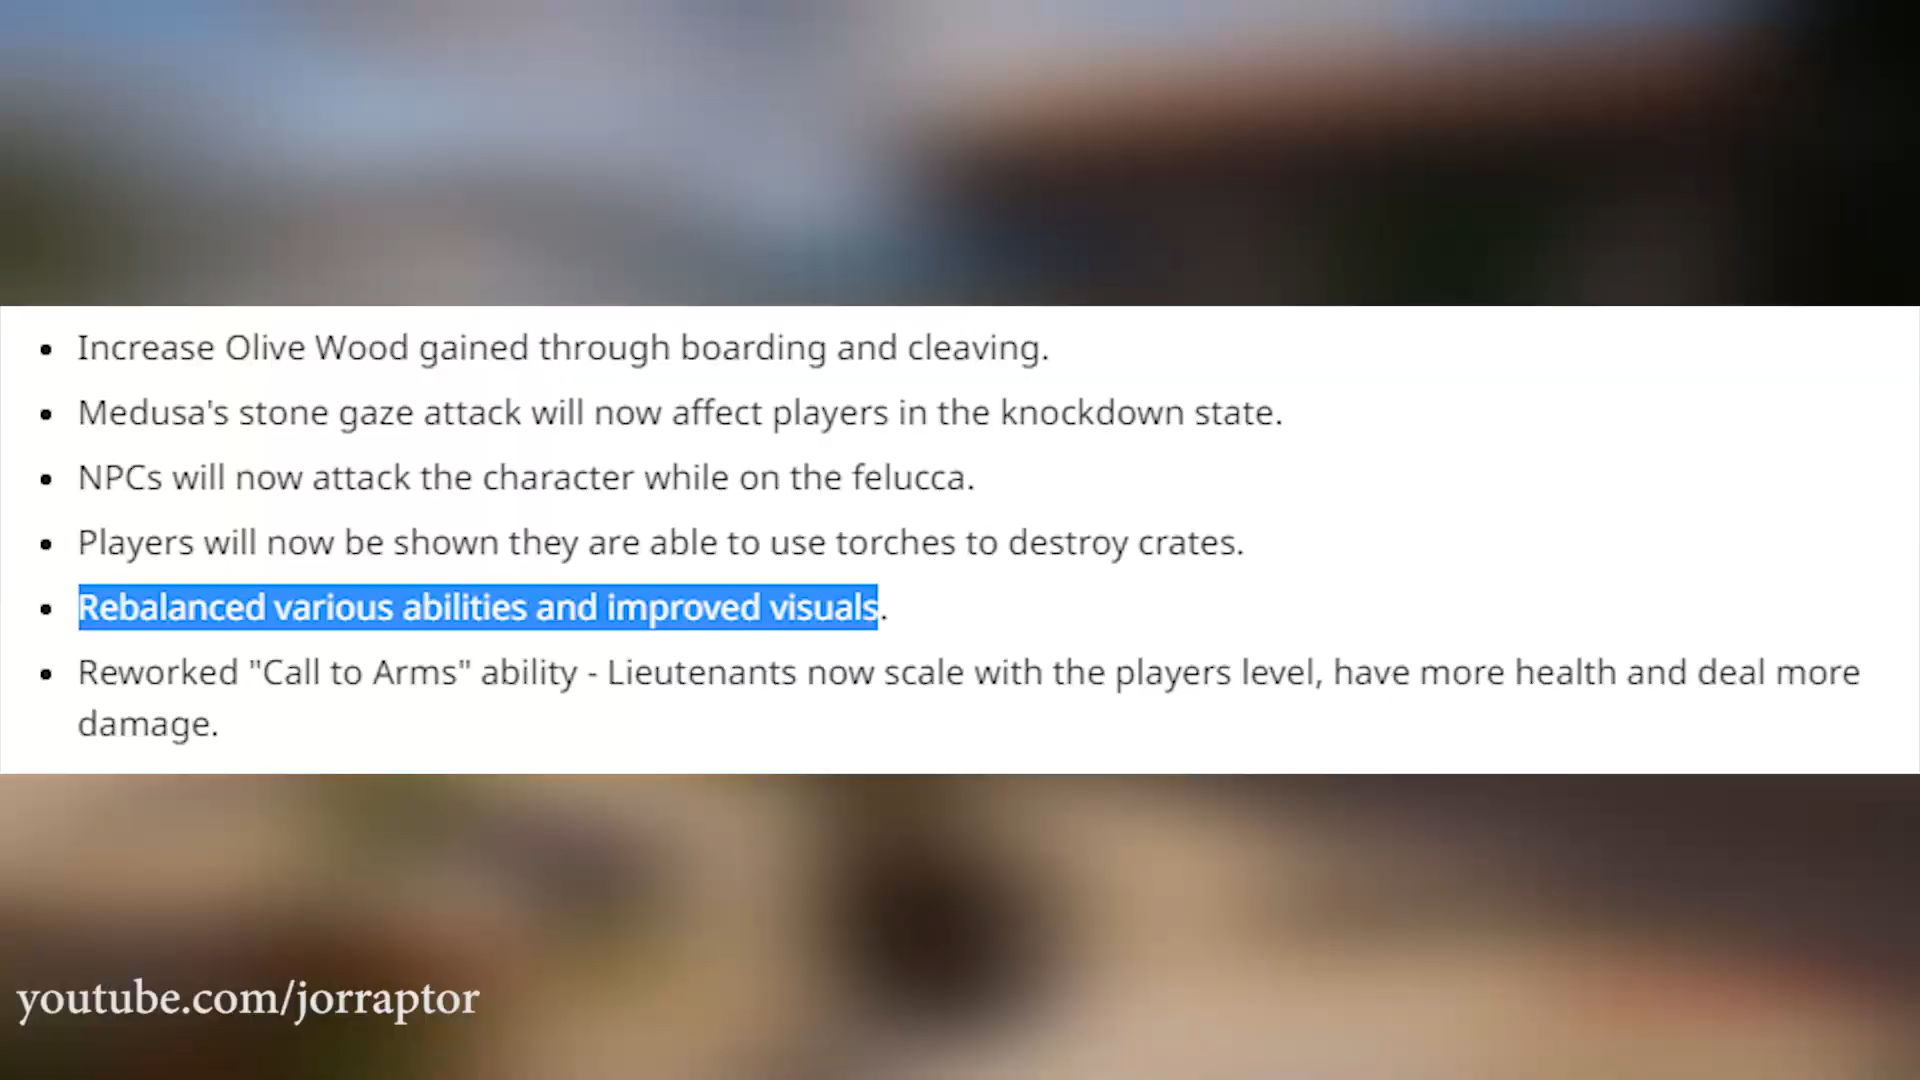 Increase Olive Wood gained through boarding and cleaving.
Medusa's stone gaze attack will now affect players in the knockdown state.
NPCs will now attack the character while on the felucca.
Players will now be shown they are able to use torches to destroy crates.
Rebalanced various abilities and improved visuals.
Reworked "Call to Arms" ability - Lieutenants now scale with the players level, have more health and deal more
damage.
youtube.com/jorraptor